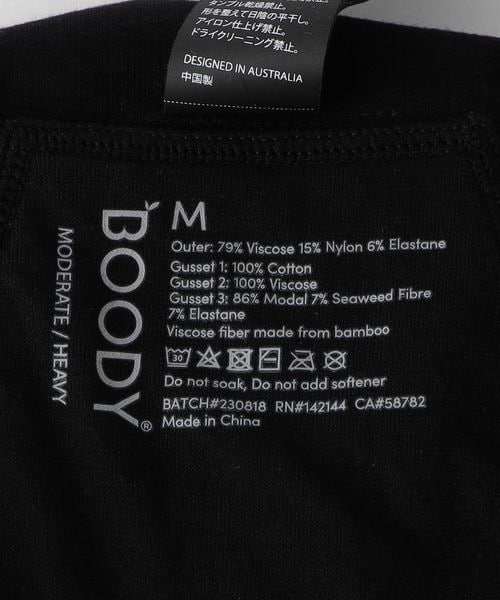 タンブル乾燥禁止。
形を整えて日陰の平干し。
アイロン仕上げ禁止。
ドライクリーニング禁止。
DESIGNED IN AUSTRALIA
中国製
M
Outer: 79% Viscose 15% Nylon 6% Elastane
Gusset 1: 100% Cotton
Gusset 2: 100% Viscose
Gusset 3: 86% Modal 7% Seaweed Fibre
7% Elastane
Viscose fiber made from bamboo
30
Do not soak, Do not add softener
BATCH#230818 RN#142144 CA#58782
Made in China
BOODY®
MODERATE / HEAVY